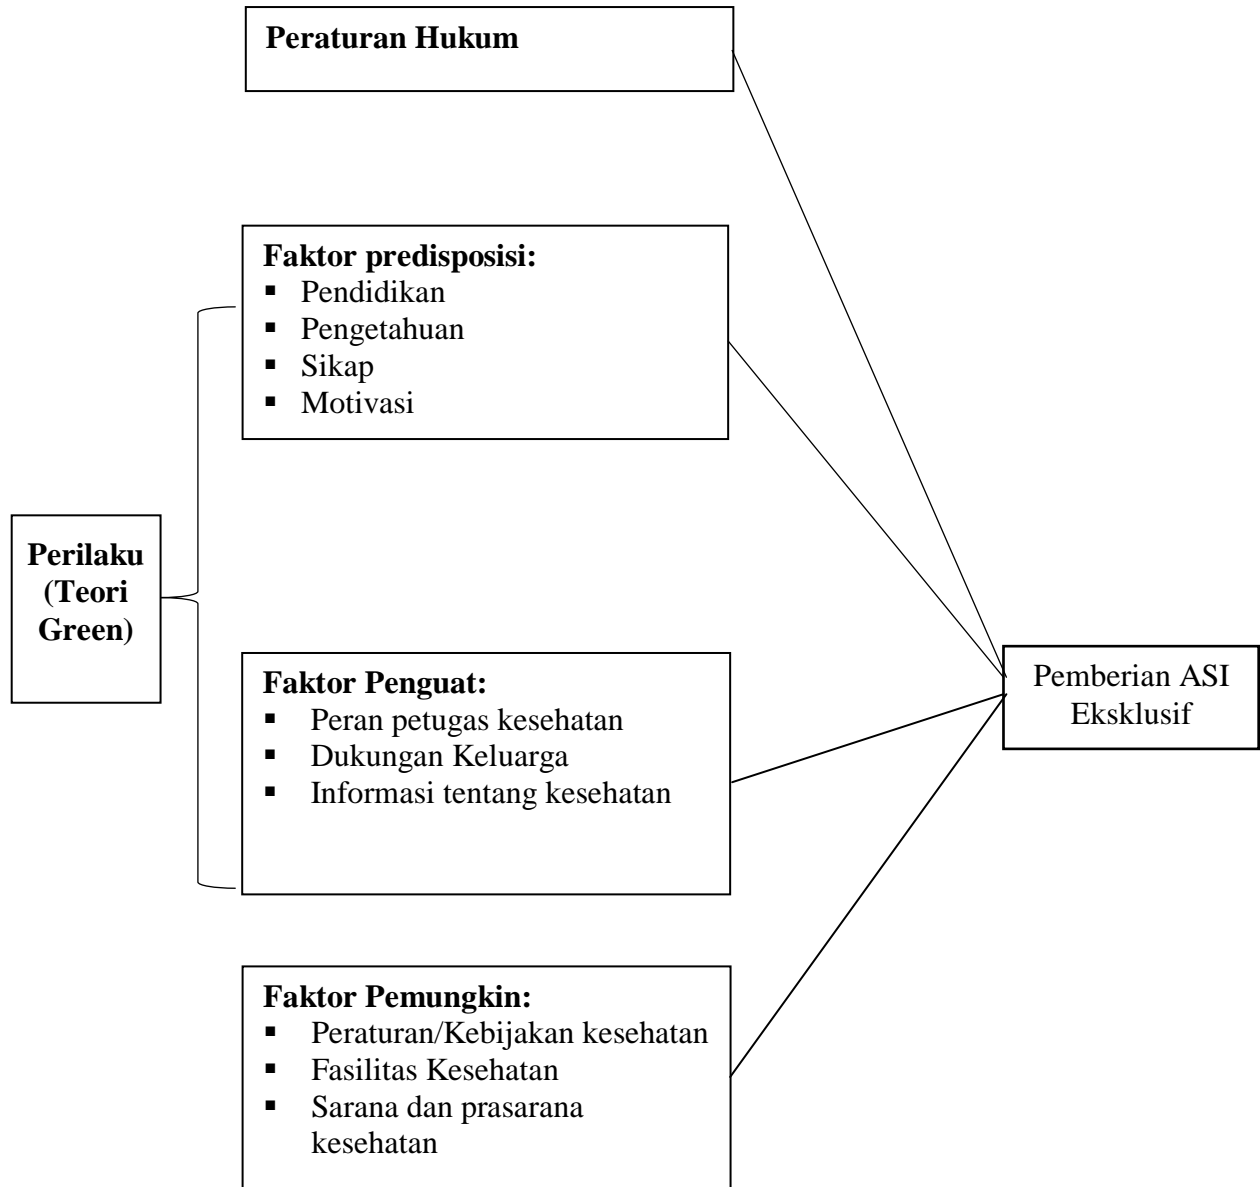 Peraturan Hukum
Faktor predisposisi:
▪ Pendidikan
▪ Pengetahuan
▪ Sikap
▪ Motivasi
Perilaku
(Teori
Green)
Faktor Penguat:
▪ Peran petugas kesehatan
▪ Dukungan Keluarga
▪ Informasi tentang kesehatan
Pemberian ASI
Eksklusif
Faktor Pemungkin:
▪ Peraturan/Kebijakan kesehatan
▪ Fasilitas Kesehatan
▪ Sarana dan prasarana
kesehatan